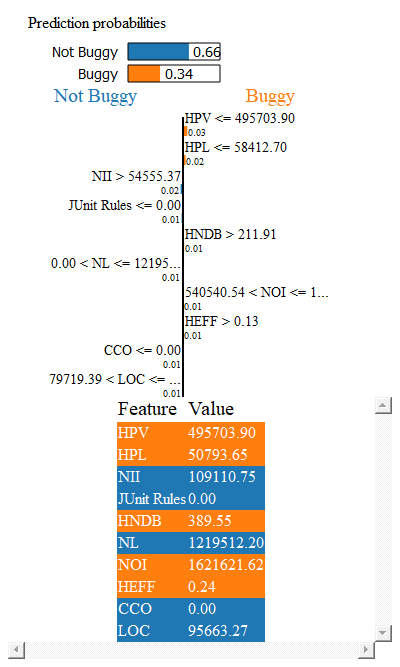 Prediction probabilities
Not Buggy 0.66
Buggy 0.34
Not Buggy Buggy
HPV <= 495703.90
0.03
HPL <= 58412.70
0.02
NII > 54555.37
0.02
JUnit Rules <= 0.00
0.01
HNDB > 211.91
0.01
0.00 < NL <= 12195...
0.01
540540.54 < NOI <= 1...
0.01
HEFF > 0.13
0.01
CCO <= 0.00
0.01
79719.39 < LOC <= ...
0.01
Feature Value
HPV 495703.90
HPL 50793.65
NII 109110.75
JUnit Rules 0.00
HNDB 389.55
NL 1219512.20
NOI 1621621.62
HEFF 0.24
CCO 0.00
LOC 95663.27